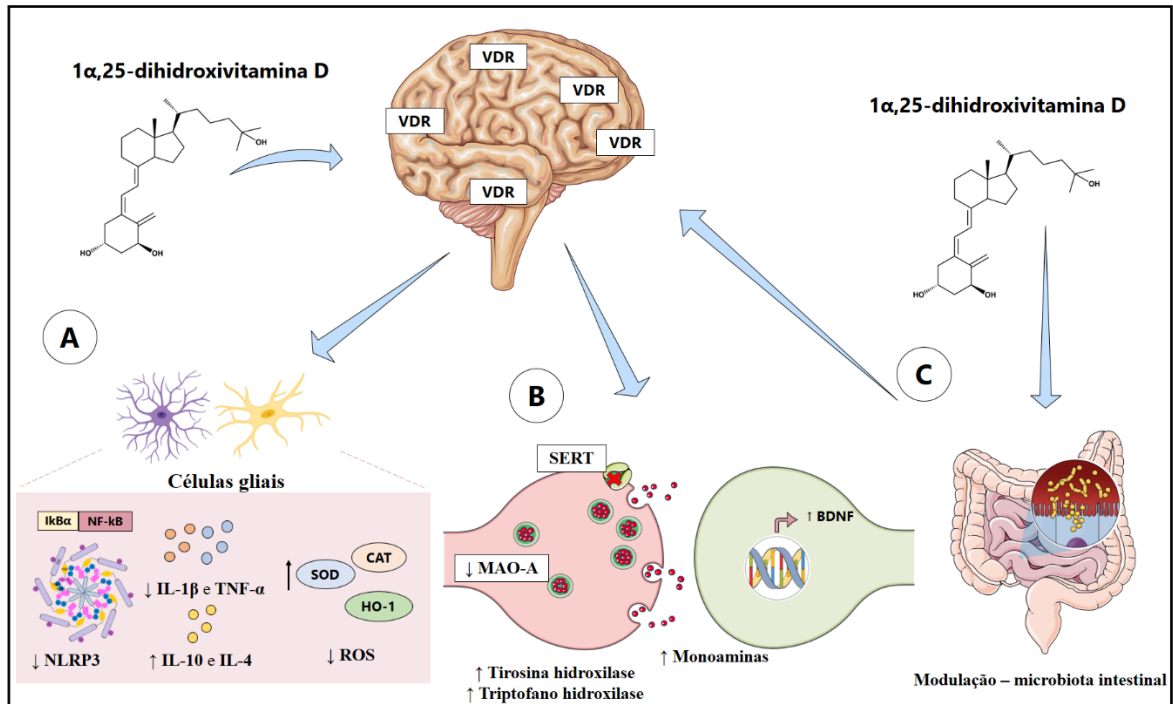 1α,25-dihidroxivitamina D
OH
HO
OH
VDR
VDR
VDR
VDR
VDR
1α,25-dihidroxivitamina D
OH
HO
OH
A
Células gliais
IkBα NF-kB
↓ NLRP3
↓ IL-1β e TNF-α
↑ IL-10 e IL-4
↑
SOD
CAT
HO-1
↓ ROS
B
SERT
↓ MAO-A
↑ BDNF
↑ Tirosina hidroxilase
↑ Triptofano hidroxilase
↑ Monoaminas
C
Modulação – microbiota intestinal